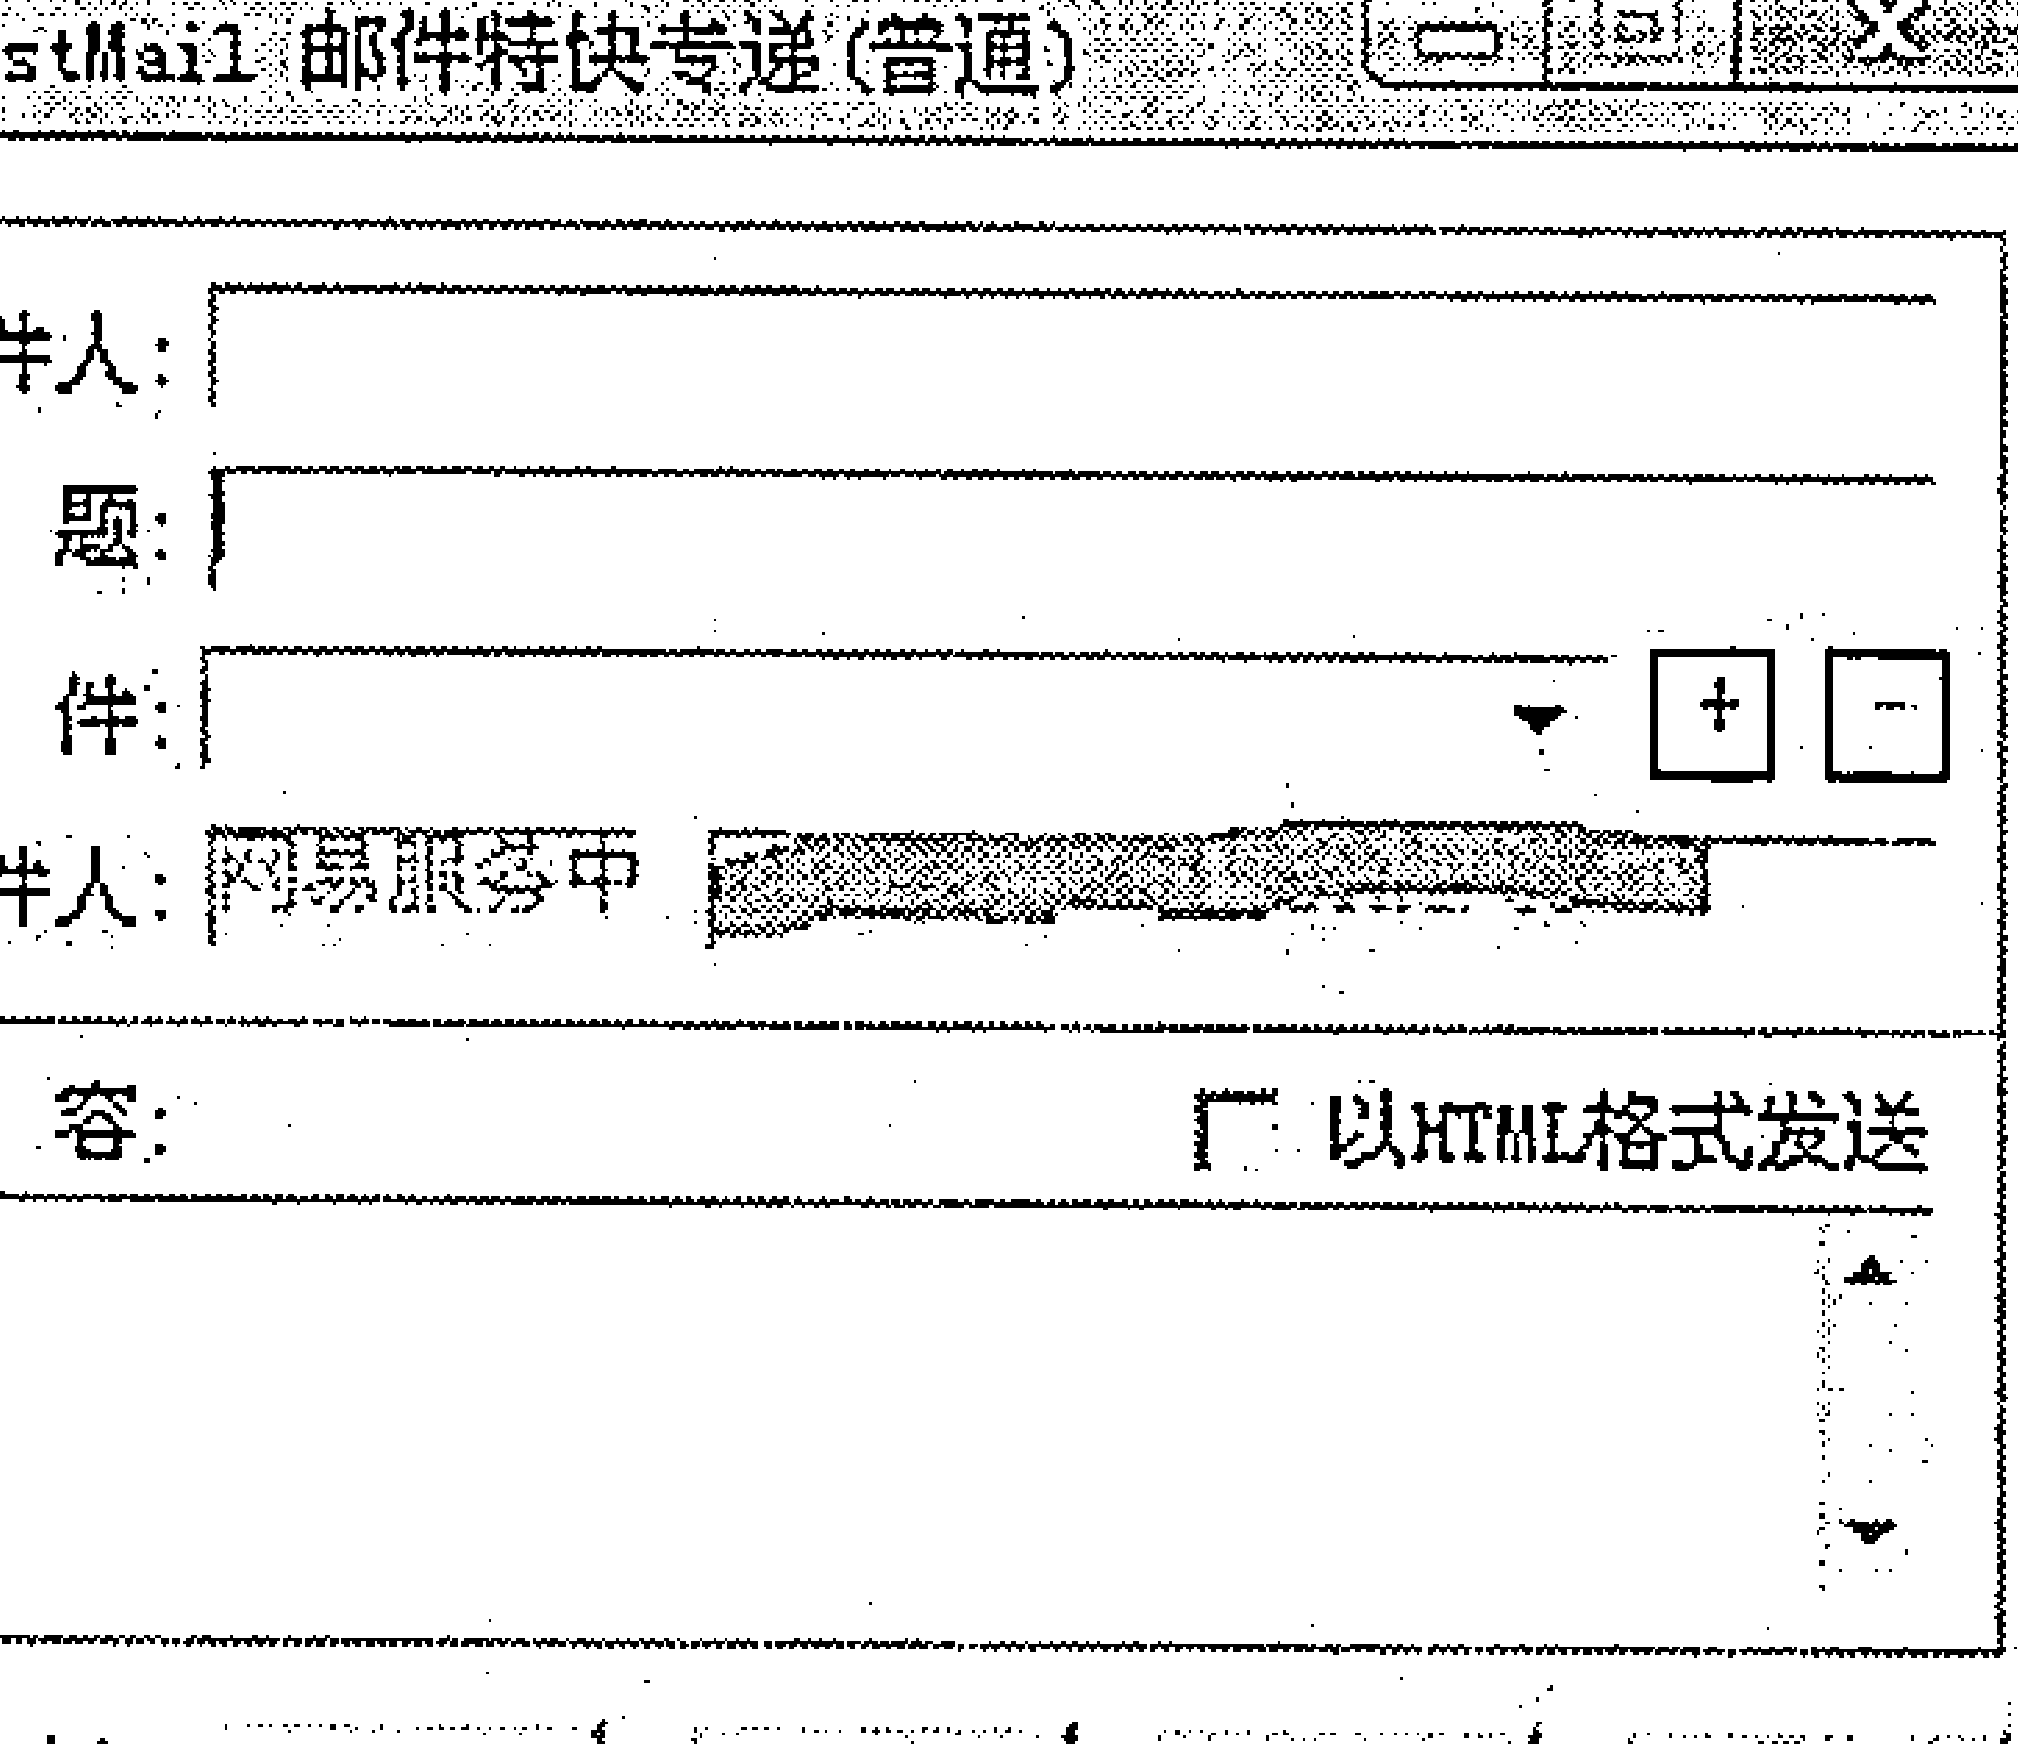 stMail 邮件特快专递(普通)
件人:
题:
件: + -
件人: 网易服务中
容: 以HTML格式发送